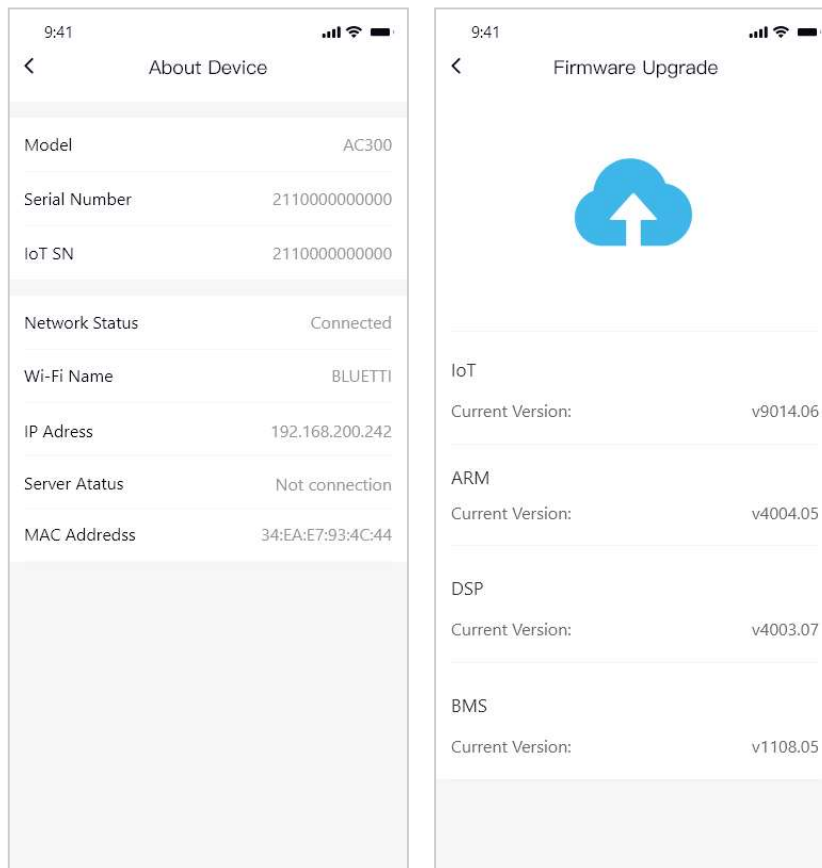 9:41
About Device
Model AC300
Serial Number 2110000000000
IoT SN 2110000000000
Network Status Connected
Wi-Fi Name BLUETTI
IP Adress 192.168.200.242
Server Atatus Not connection
MAC Addredss 34:EA:E7:93:4C:44
9:41
Firmware Upgrade
IoT
Current Version: v9014.06
ARM
Current Version: v4004.05
DSP
Current Version: v4003.07
BMS
Current Version: v1108.05